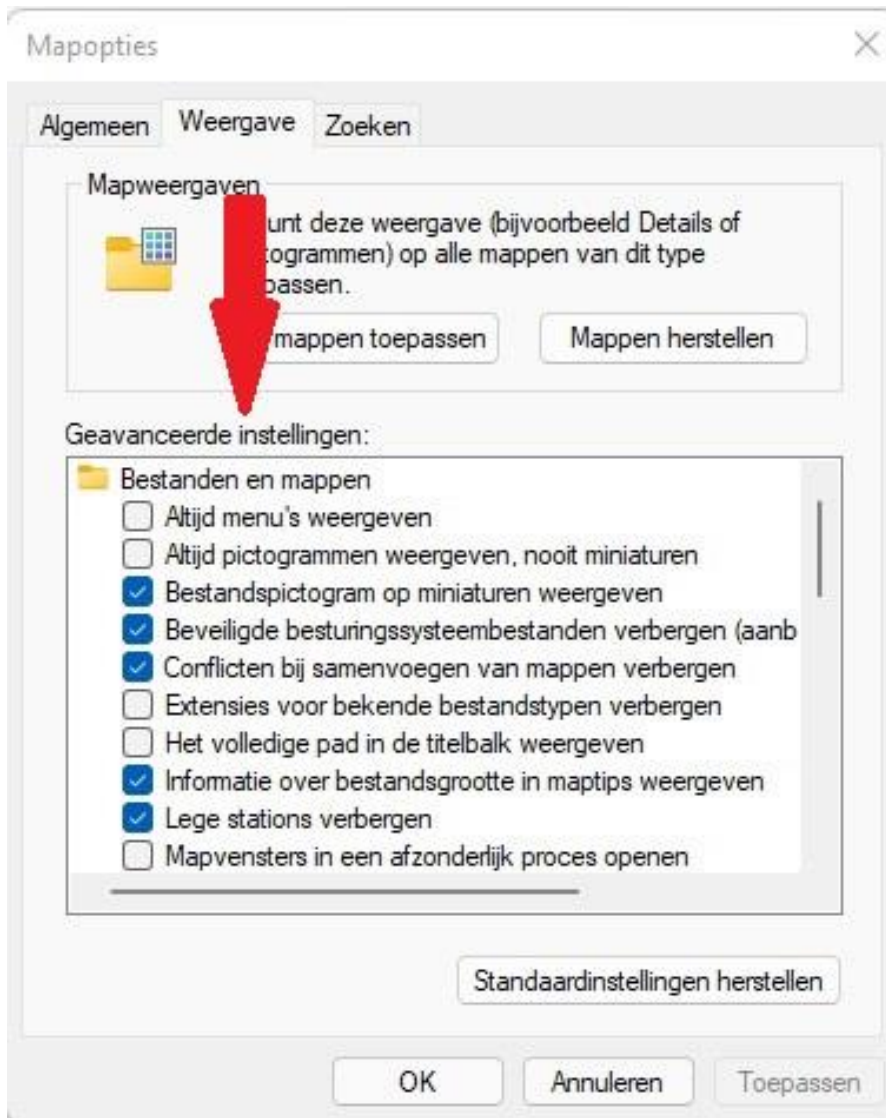 Mapopties
Algemeen Weergave Zoeken
Mapweergaven
deze weergave (bijvoorbeeld Details of
op alle mappen van dit type
mappen toepassen Mappen herstellen
Geavanceerde instellingen:
Bestanden en mappen
Altijd menu's weergeven
Altijd pictogrammen weergeven, nooit miniaturen
Bestandspictogram op miniaturen weergeven
Beveiligde besturingssysteembestanden verbergen (aanb
Conflicten bij samenvoegen van mappen verbergen
Extensies voor bekende bestandstypen verbergen
Het volledige pad in de titelbalk weergeven
Informatie over bestandsgrootte in maptips weergeven
Lege stations verbergen
Mapvensters in een afzonderlijk proces openen
Standaardinstellingen herstellen
OK Annuleren Toepassen